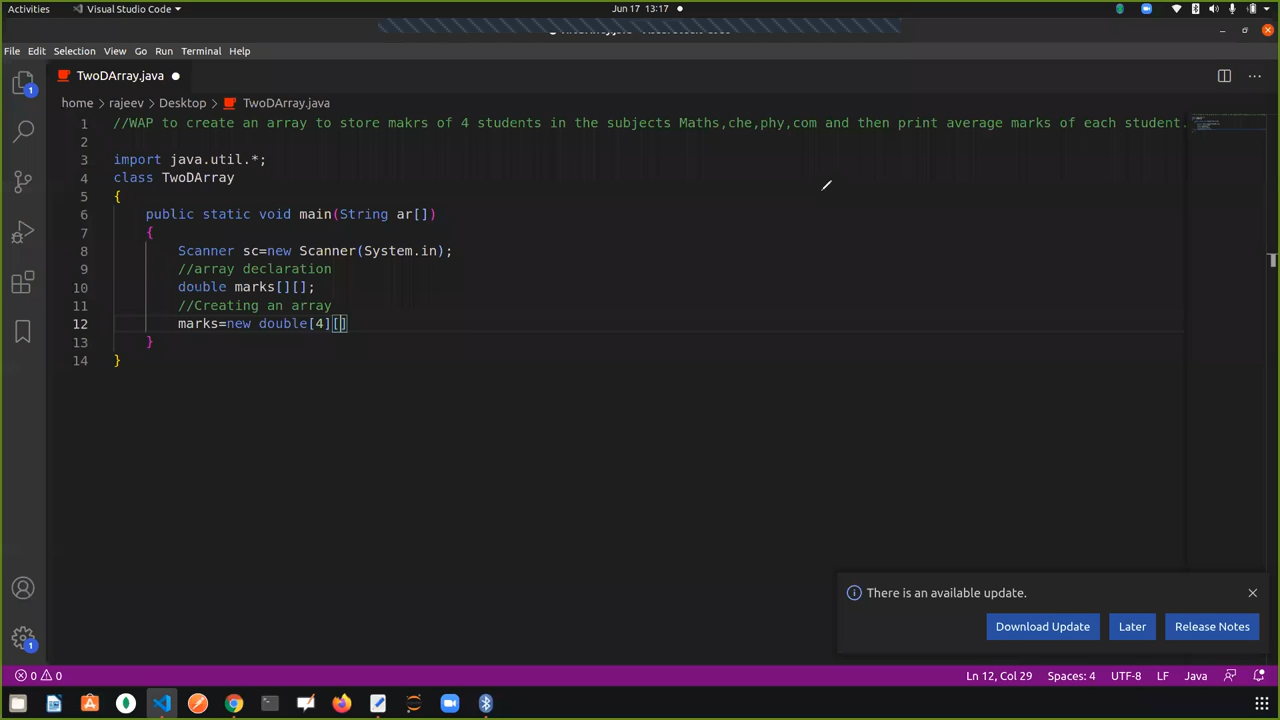 Activities
Visual Studio Code
Jun 17 13:17
File Edit Selection View Go Run Terminal Help
TwoDArray.java
home > rajeev > Desktop > TwoDArray.java
1 //WAP to create an array to store makrs of 4 students in the subjects Maths,che,phy,com and then print average marks of each student.
2
3 import java.util.*;
4 class TwoDArray
5 {
6 public static void main(String ar[])
7 {
8 Scanner sc=new Scanner(System.in);
9 //array declaration
10 double marks[][];
11 //Creating an array
12 marks=new double[4][]
13 }
14 }
There is an available update.
Download Update Later Release Notes
0 0 Ln 12, Col 29 Spaces: 4 UTF-8 LF Java